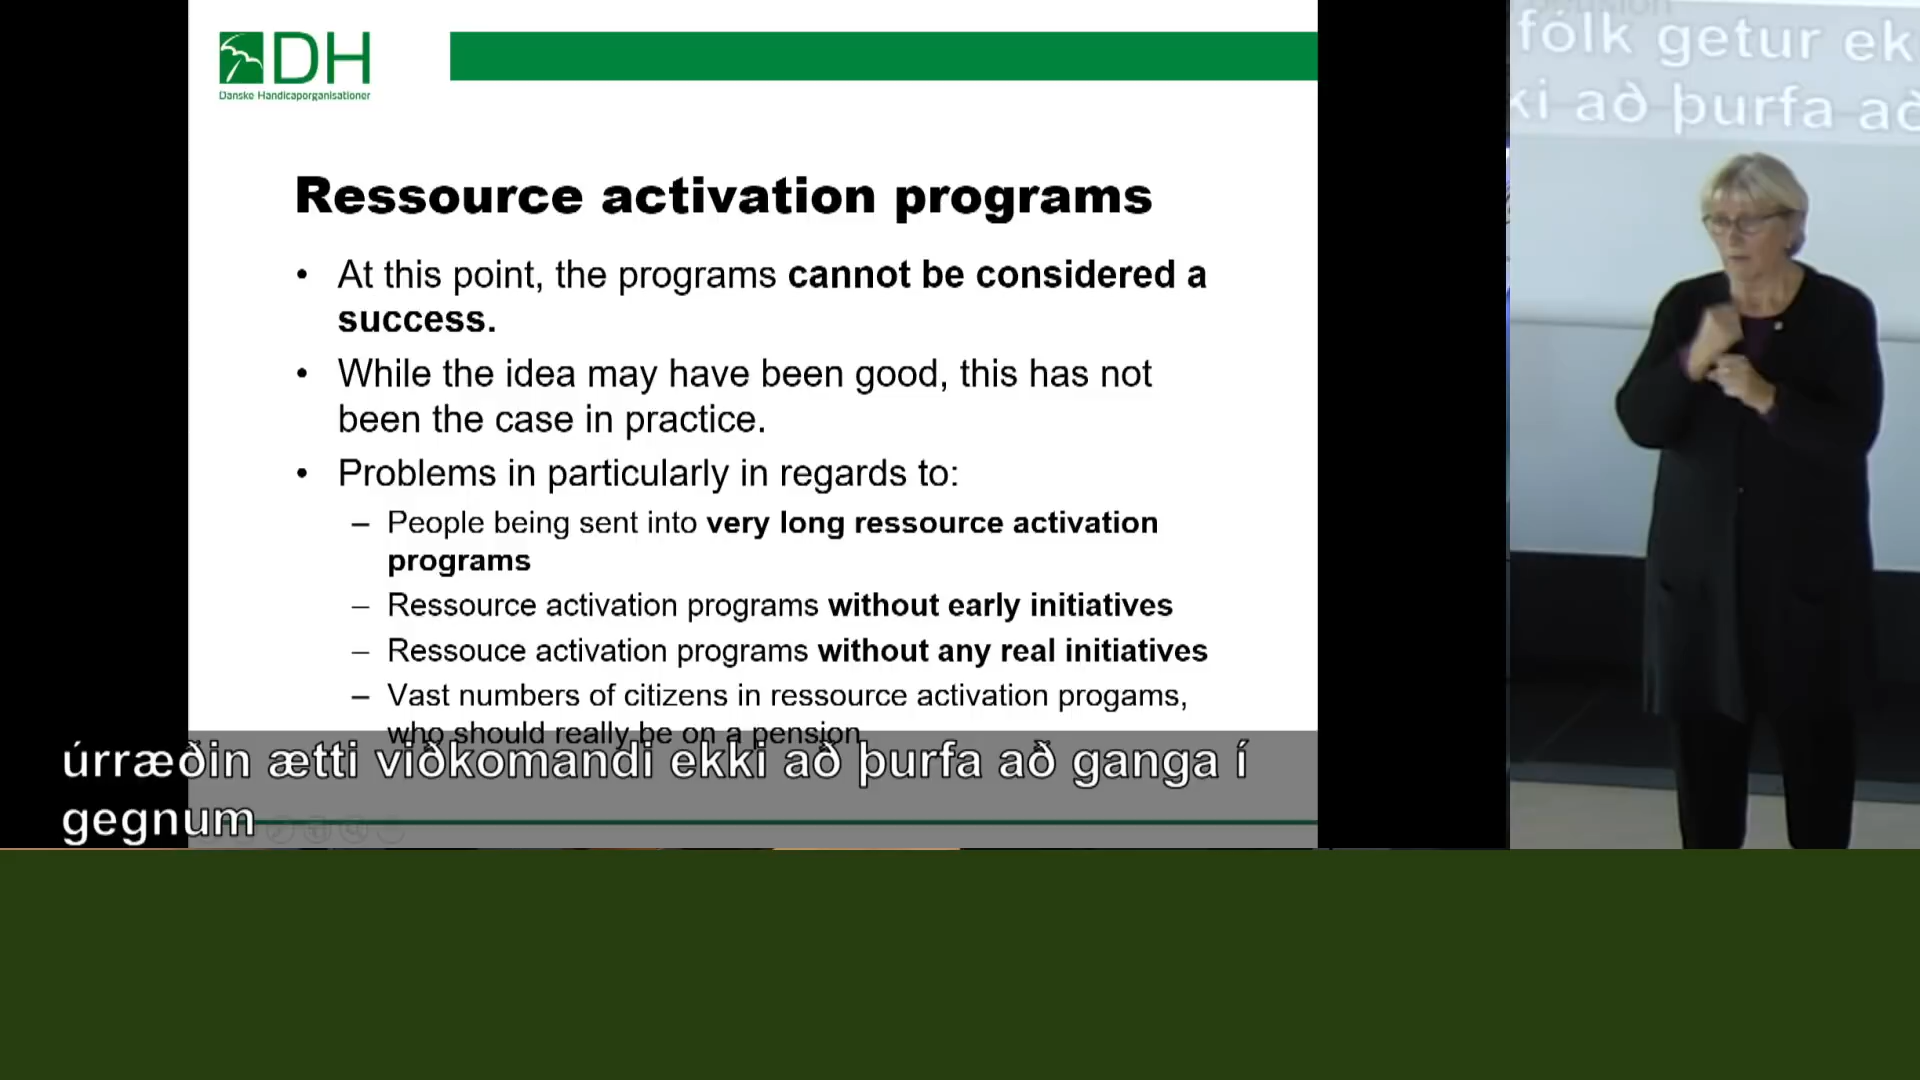 DH
Danske Handicaporganisationer
Ressource activation programs
• At this point, the programs cannot be considered a
success.
• While the idea may have been good, this has not
been the case in practice.
• Problems in particularly in regards to:
– People being sent into very long ressource activation
programs
– Ressource activation programs without early initiatives
– Ressouce activation programs without any real initiatives
– Vast numbers of citizens in ressource activation progams,
who should really be on a pension
úrræðin ætti viðkomandi ekki að þurfa að ganga í
gegnum
fólk getur ek
ki að þurfa að